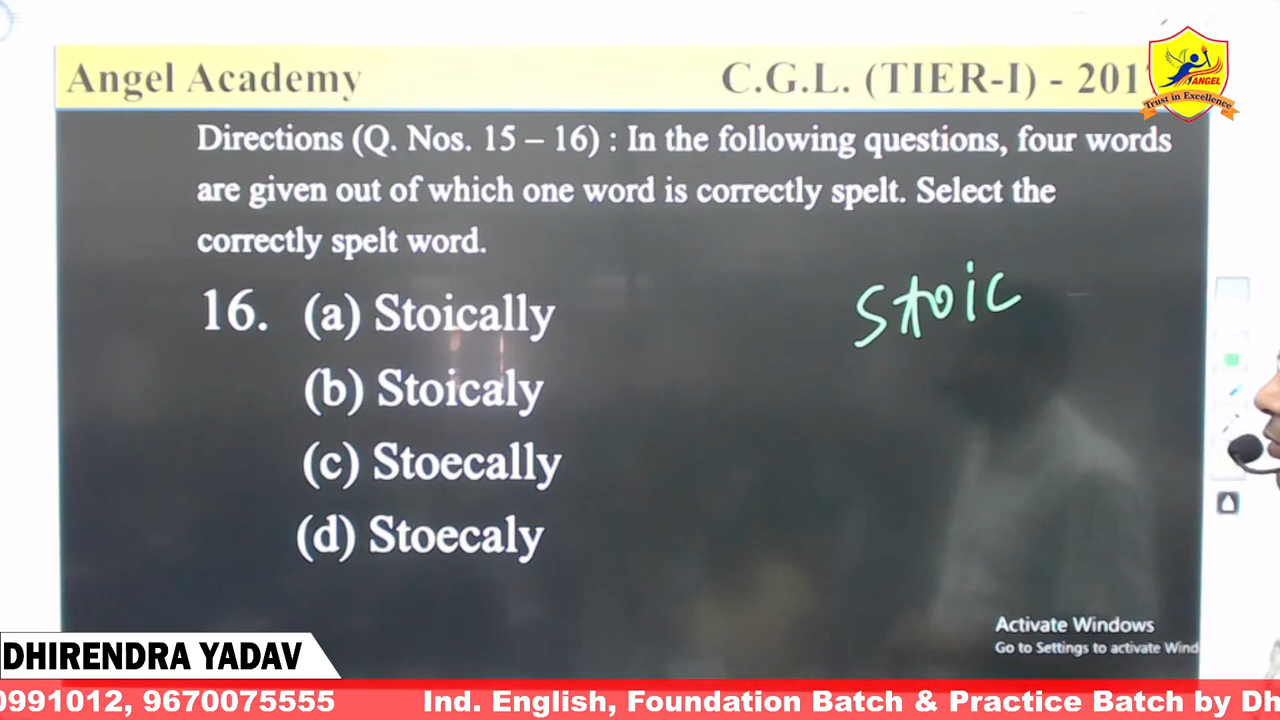 Angel Academy
C.G.L. (TIER-I) - 201
ANGEL
Trust in Excellence
Directions (Q. Nos. 15 – 16) : In the following questions, four words
are given out of which one word is correctly spelt. Select the
correctly spelt word.
16. (a) Stoically
Stoic
(b) Stoicaly
(c) Stoecally
(d) Stoecaly
Activate Windows
Go to Settings to activate Wind
DHIRENDRA YADAV
0991012, 9670075555 Ind. English, Foundation Batch & Practice Batch by Dh